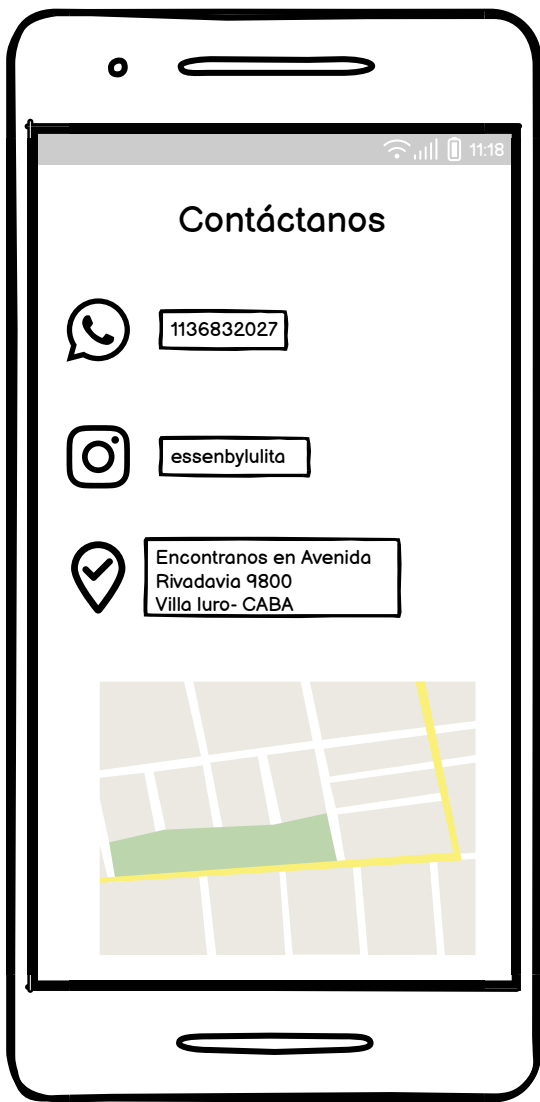 11:18
Contáctanos
1136832027
essenbylulita
Encontranos en Avenida
Rivadavia 9800
Villa luro- CABA